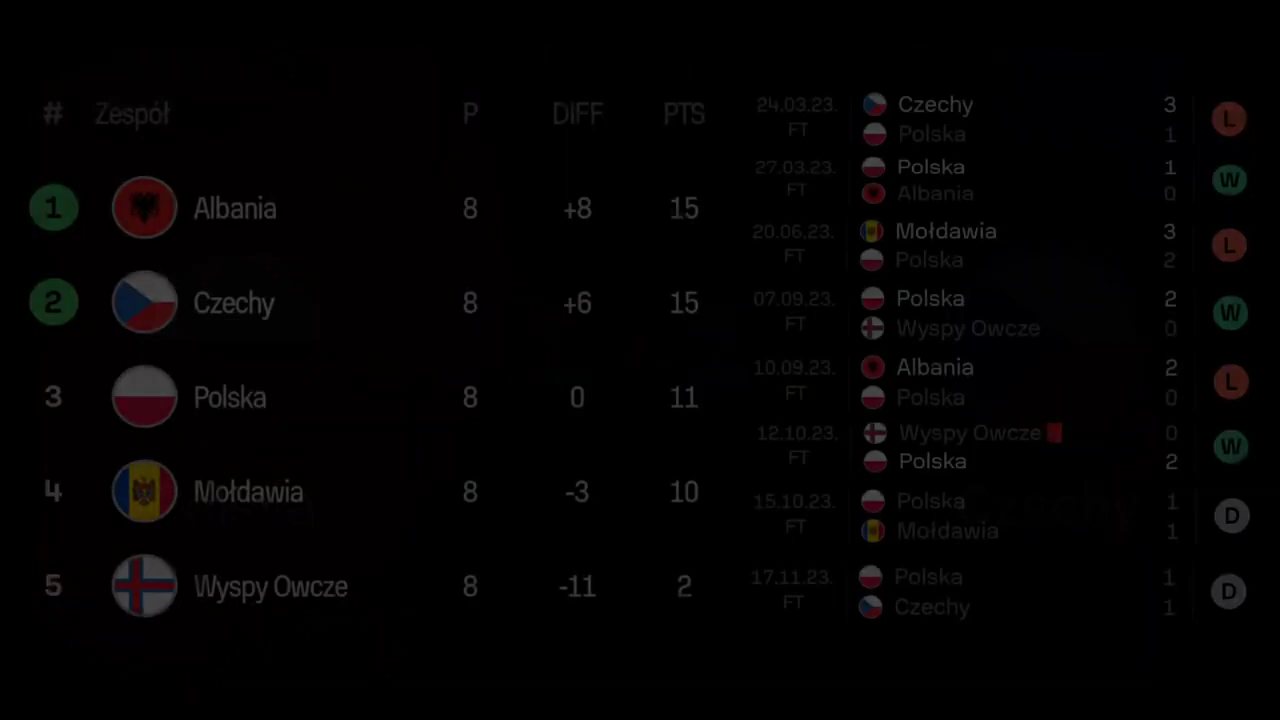 # Zespół P DIFF PTS
1 Albania 8 +8 15
2 Czechy 8 +6 15
3 Polska 8 0 11
4 Mołdawia 8 -3 10
5 Wyspy Owcze 8 -11 2
24.03.23. Czechy 3
FT Polska 1 L
27.03.23. Polska 1
FT Albania 0 W
20.06.23. Mołdawia 3
FT Polska 2 L
07.09.23. Polska 2
FT Wyspy Owcze 0 W
10.09.23. Albania 2
FT Polska 0 L
12.10.23. Wyspy Owcze 0
FT Polska 2 W
15.10.23. Polska 1
FT Mołdawia 1 D
17.11.23. Polska 1
FT Czechy 1 D
Czechy